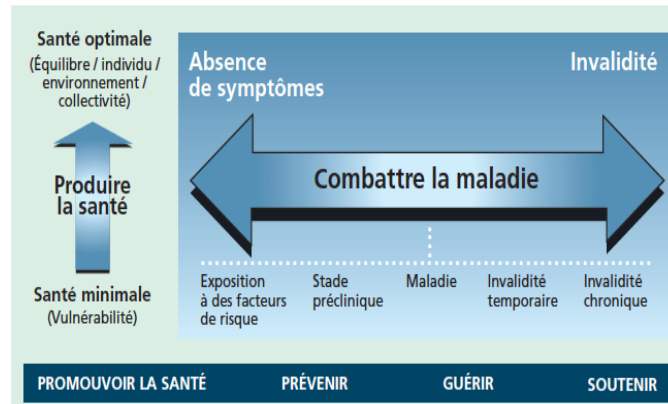 Santé optimale
(Équilibre / individu /
environnement /
collectivité)
Produire
la santé
Santé minimale
(Vulnérabilité)
Absence
de symptômes
Invalidité
Combattre la maladie
Exposition
à des facteurs
de risque
Stade
préclinique
Maladie
Invalidité
temporaire
Invalidité
chronique
PROMOUVOIR LA SANTÉ PRÉVENIR GUÉRIR SOUTENIR